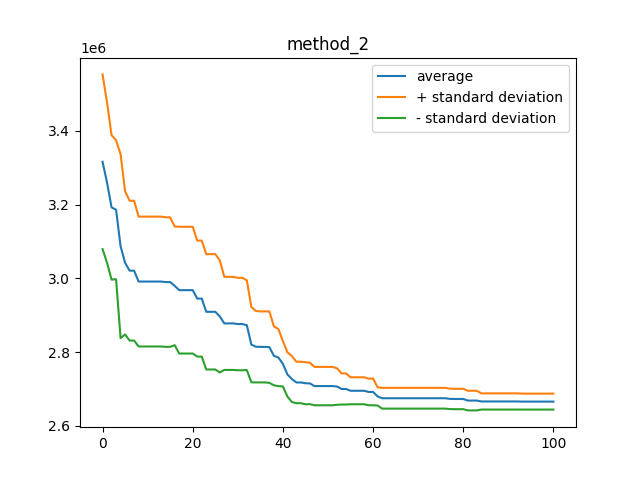 method_2
1e6
average
+ standard deviation
- standard deviation
3.4
3.2
3.0
2.8
2.6
0 20 40 60 80 100